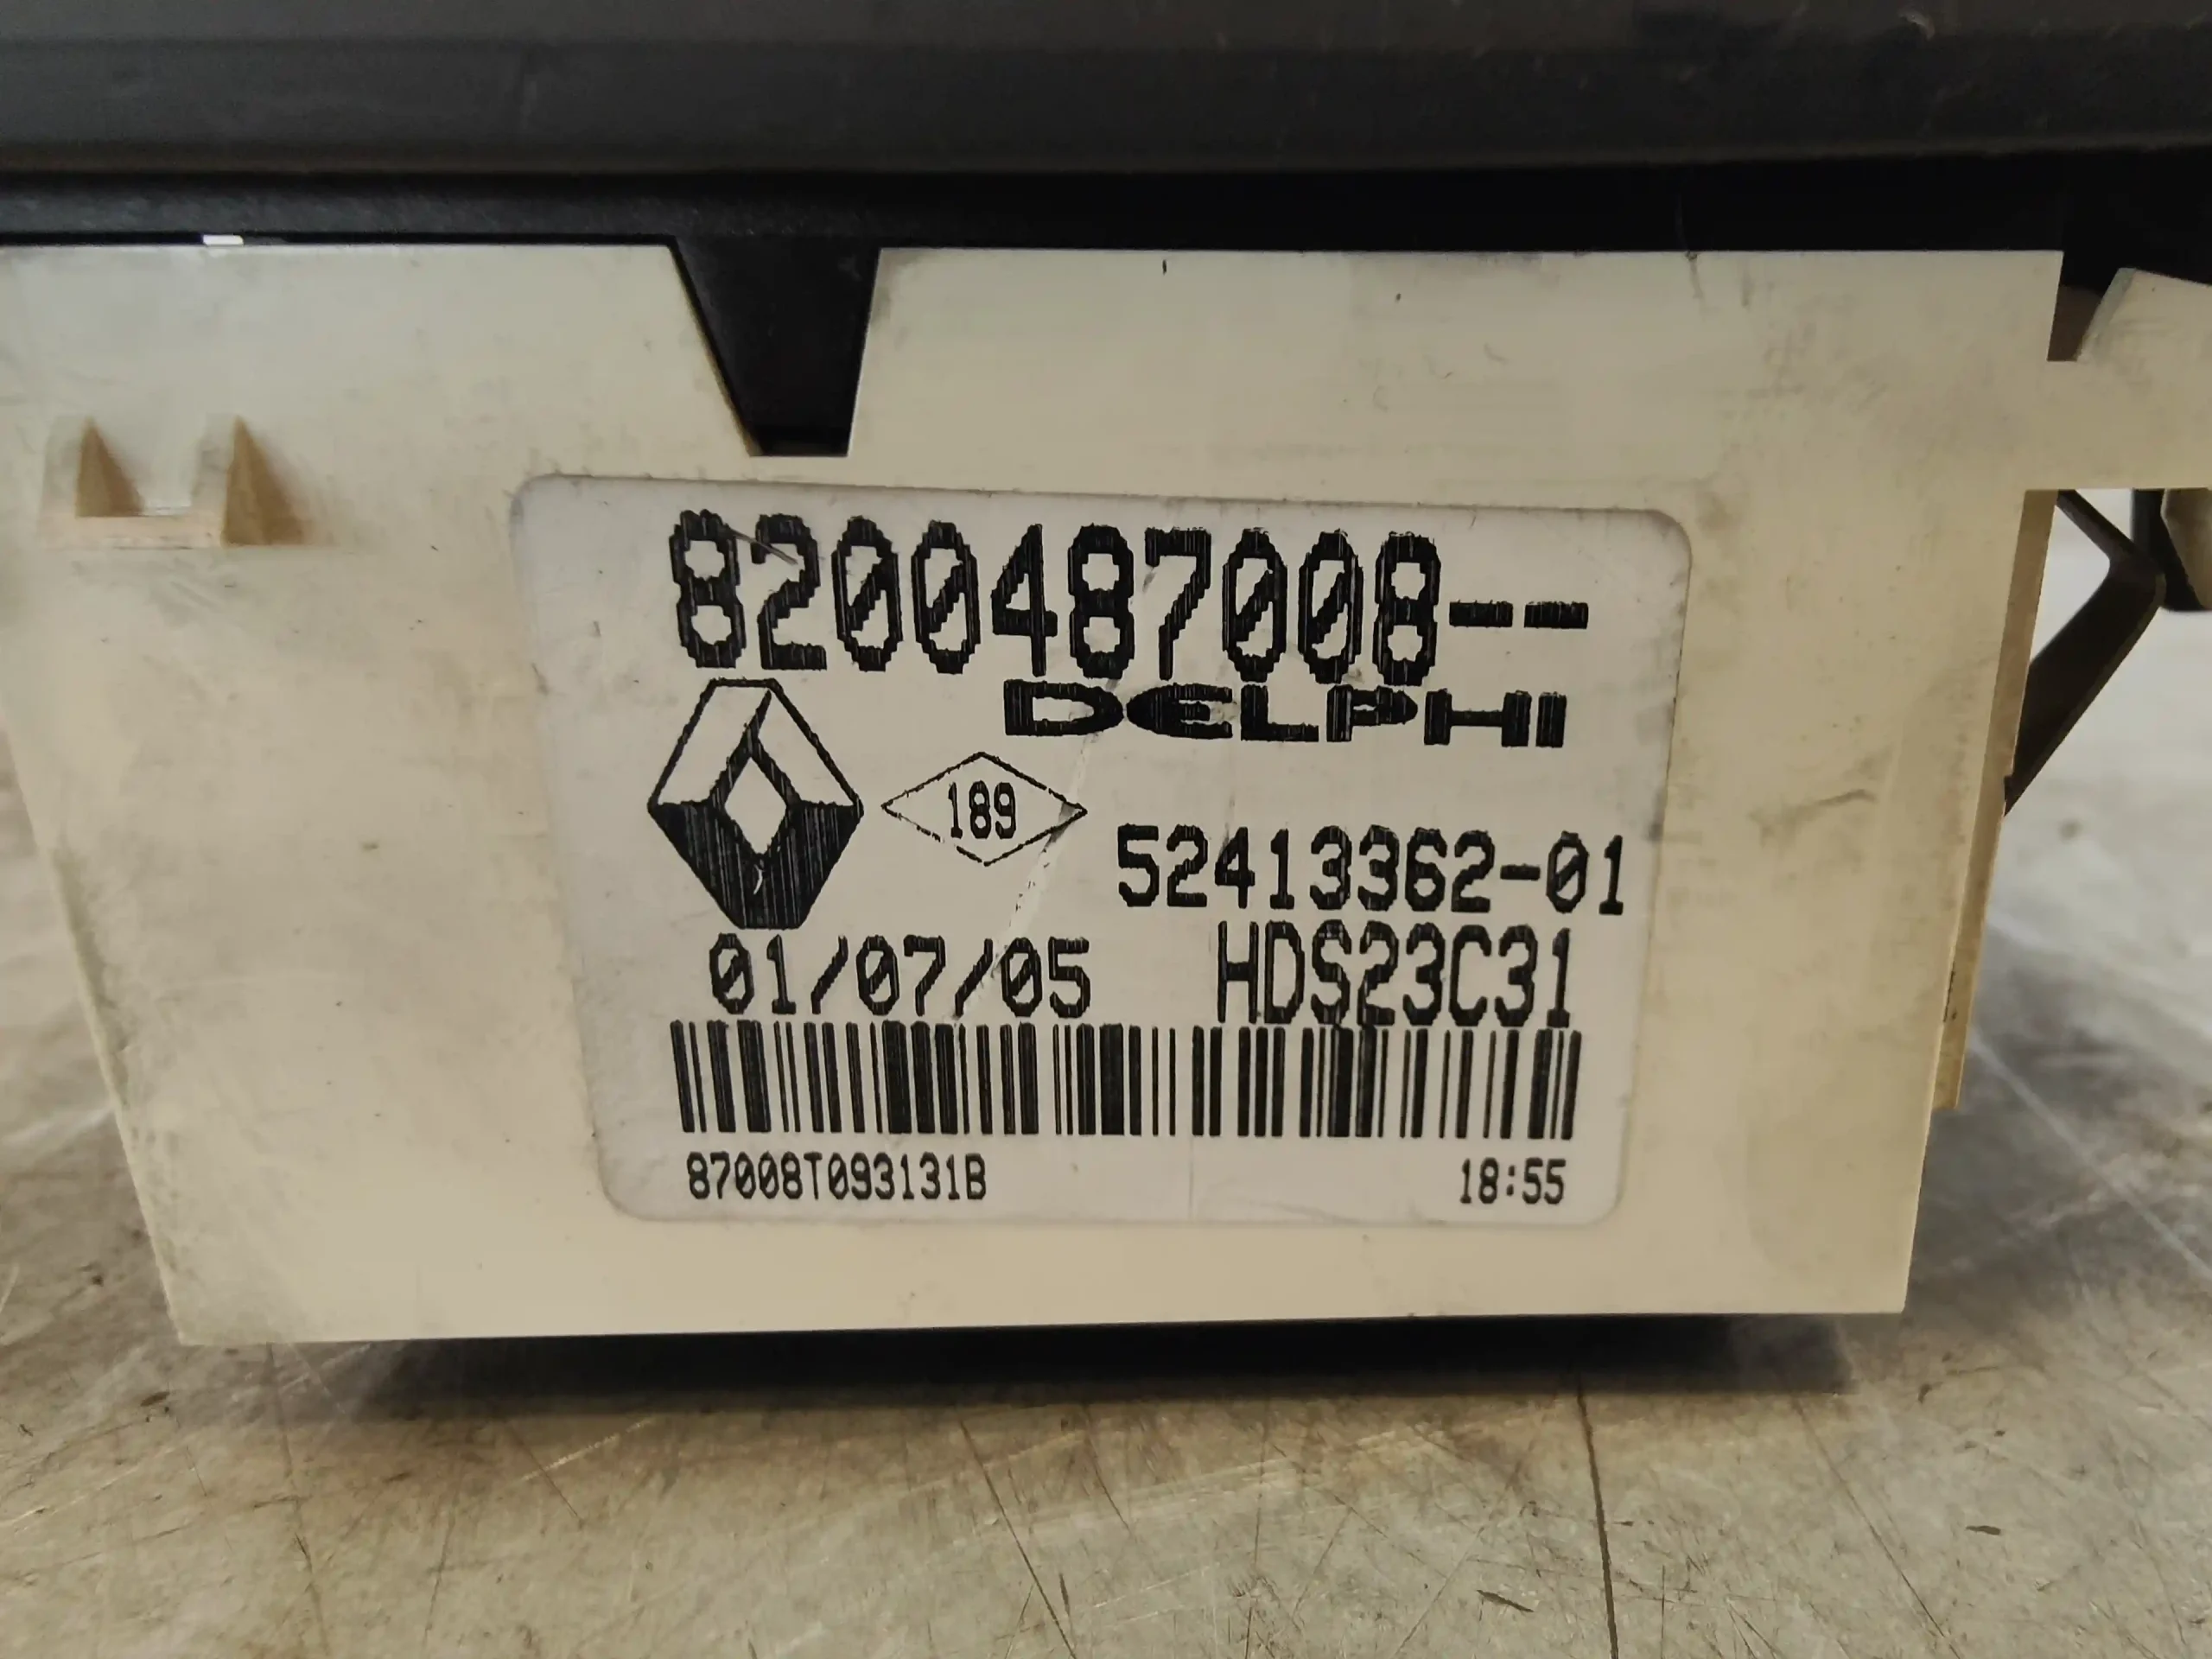 8200487008--
DELPHI
189
52413362-01
01/07/05 HDS23C31
87008T093131B 18:55